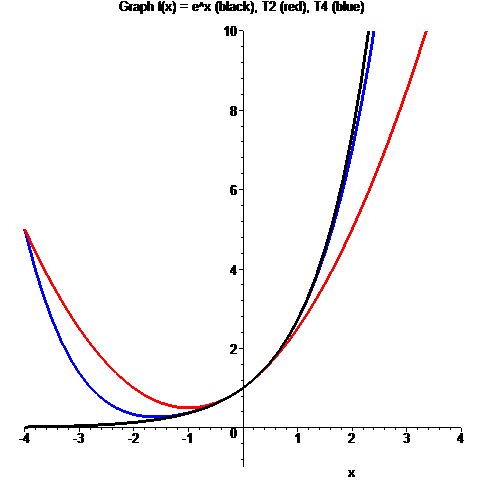 Graph f(x) = e^x (black), T2 (red), T4 (blue)
10
8
6
4
2
0
-4 -3 -2 -1 1 2 3 4
x